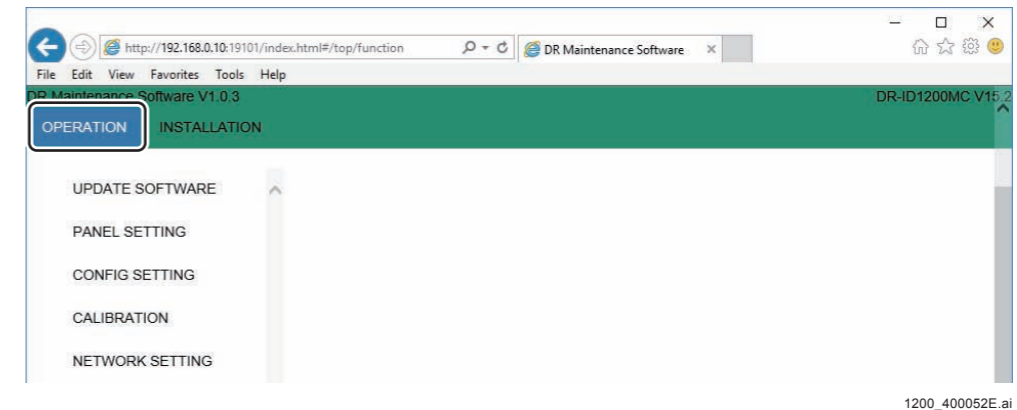 http://192.168.0.10:19101/index.html#/top/function
DR Maintenance Software
File Edit View Favorites Tools Help
DR Maintenance Software V1.0.3
DR-ID1200MC V15.2
OPERATION
INSTALLATION
UPDATE SOFTWARE
PANEL SETTING
CONFIG SETTING
CALIBRATION
NETWORK SETTING
1200_400052E.ai